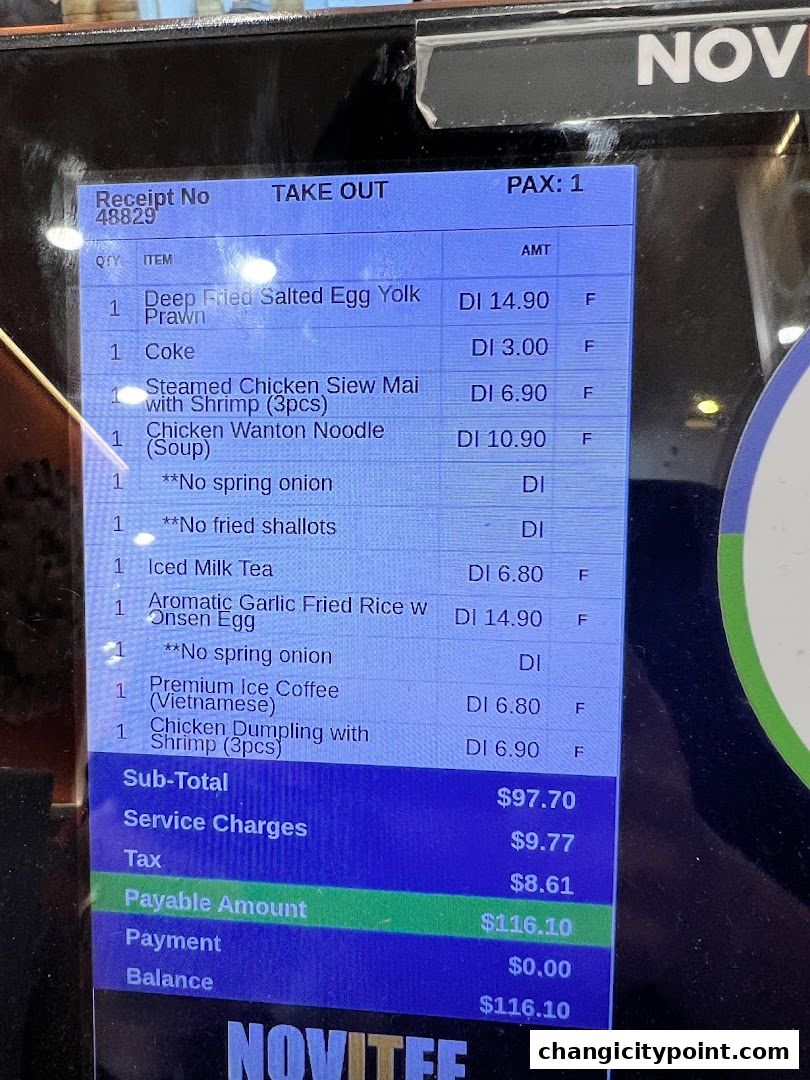 NOV
Receipt No TAKE OUT PAX: 1
48829
QTY ITEM AMT
1 Deep Fried Salted Egg Yolk DI 14.90 F
Prawn
1 Coke DI 3.00 F
1 Steamed Chicken Siew Mai DI 6.90 F
with Shrimp (3pcs)
1 Chicken Wanton Noodle DI 10.90 F
(Soup)
1 **No spring onion DI
1 **No fried shallots DI
1 Iced Milk Tea DI 6.80 F
1 Aromatic Garlic Fried Rice w DI 14.90 F
Onsen Egg
1 **No spring onion DI
1 Premium Ice Coffee DI 6.80 F
(Vietnamese)
1 Chicken Dumpling with DI 6.90 F
Shrimp (3pcs)
Sub-Total $97.70
Service Charges $9.77
Tax $8.61
Payable Amount $116.10
Payment $0.00
Balance $116.10
NOVITEE
changicitypoint.com